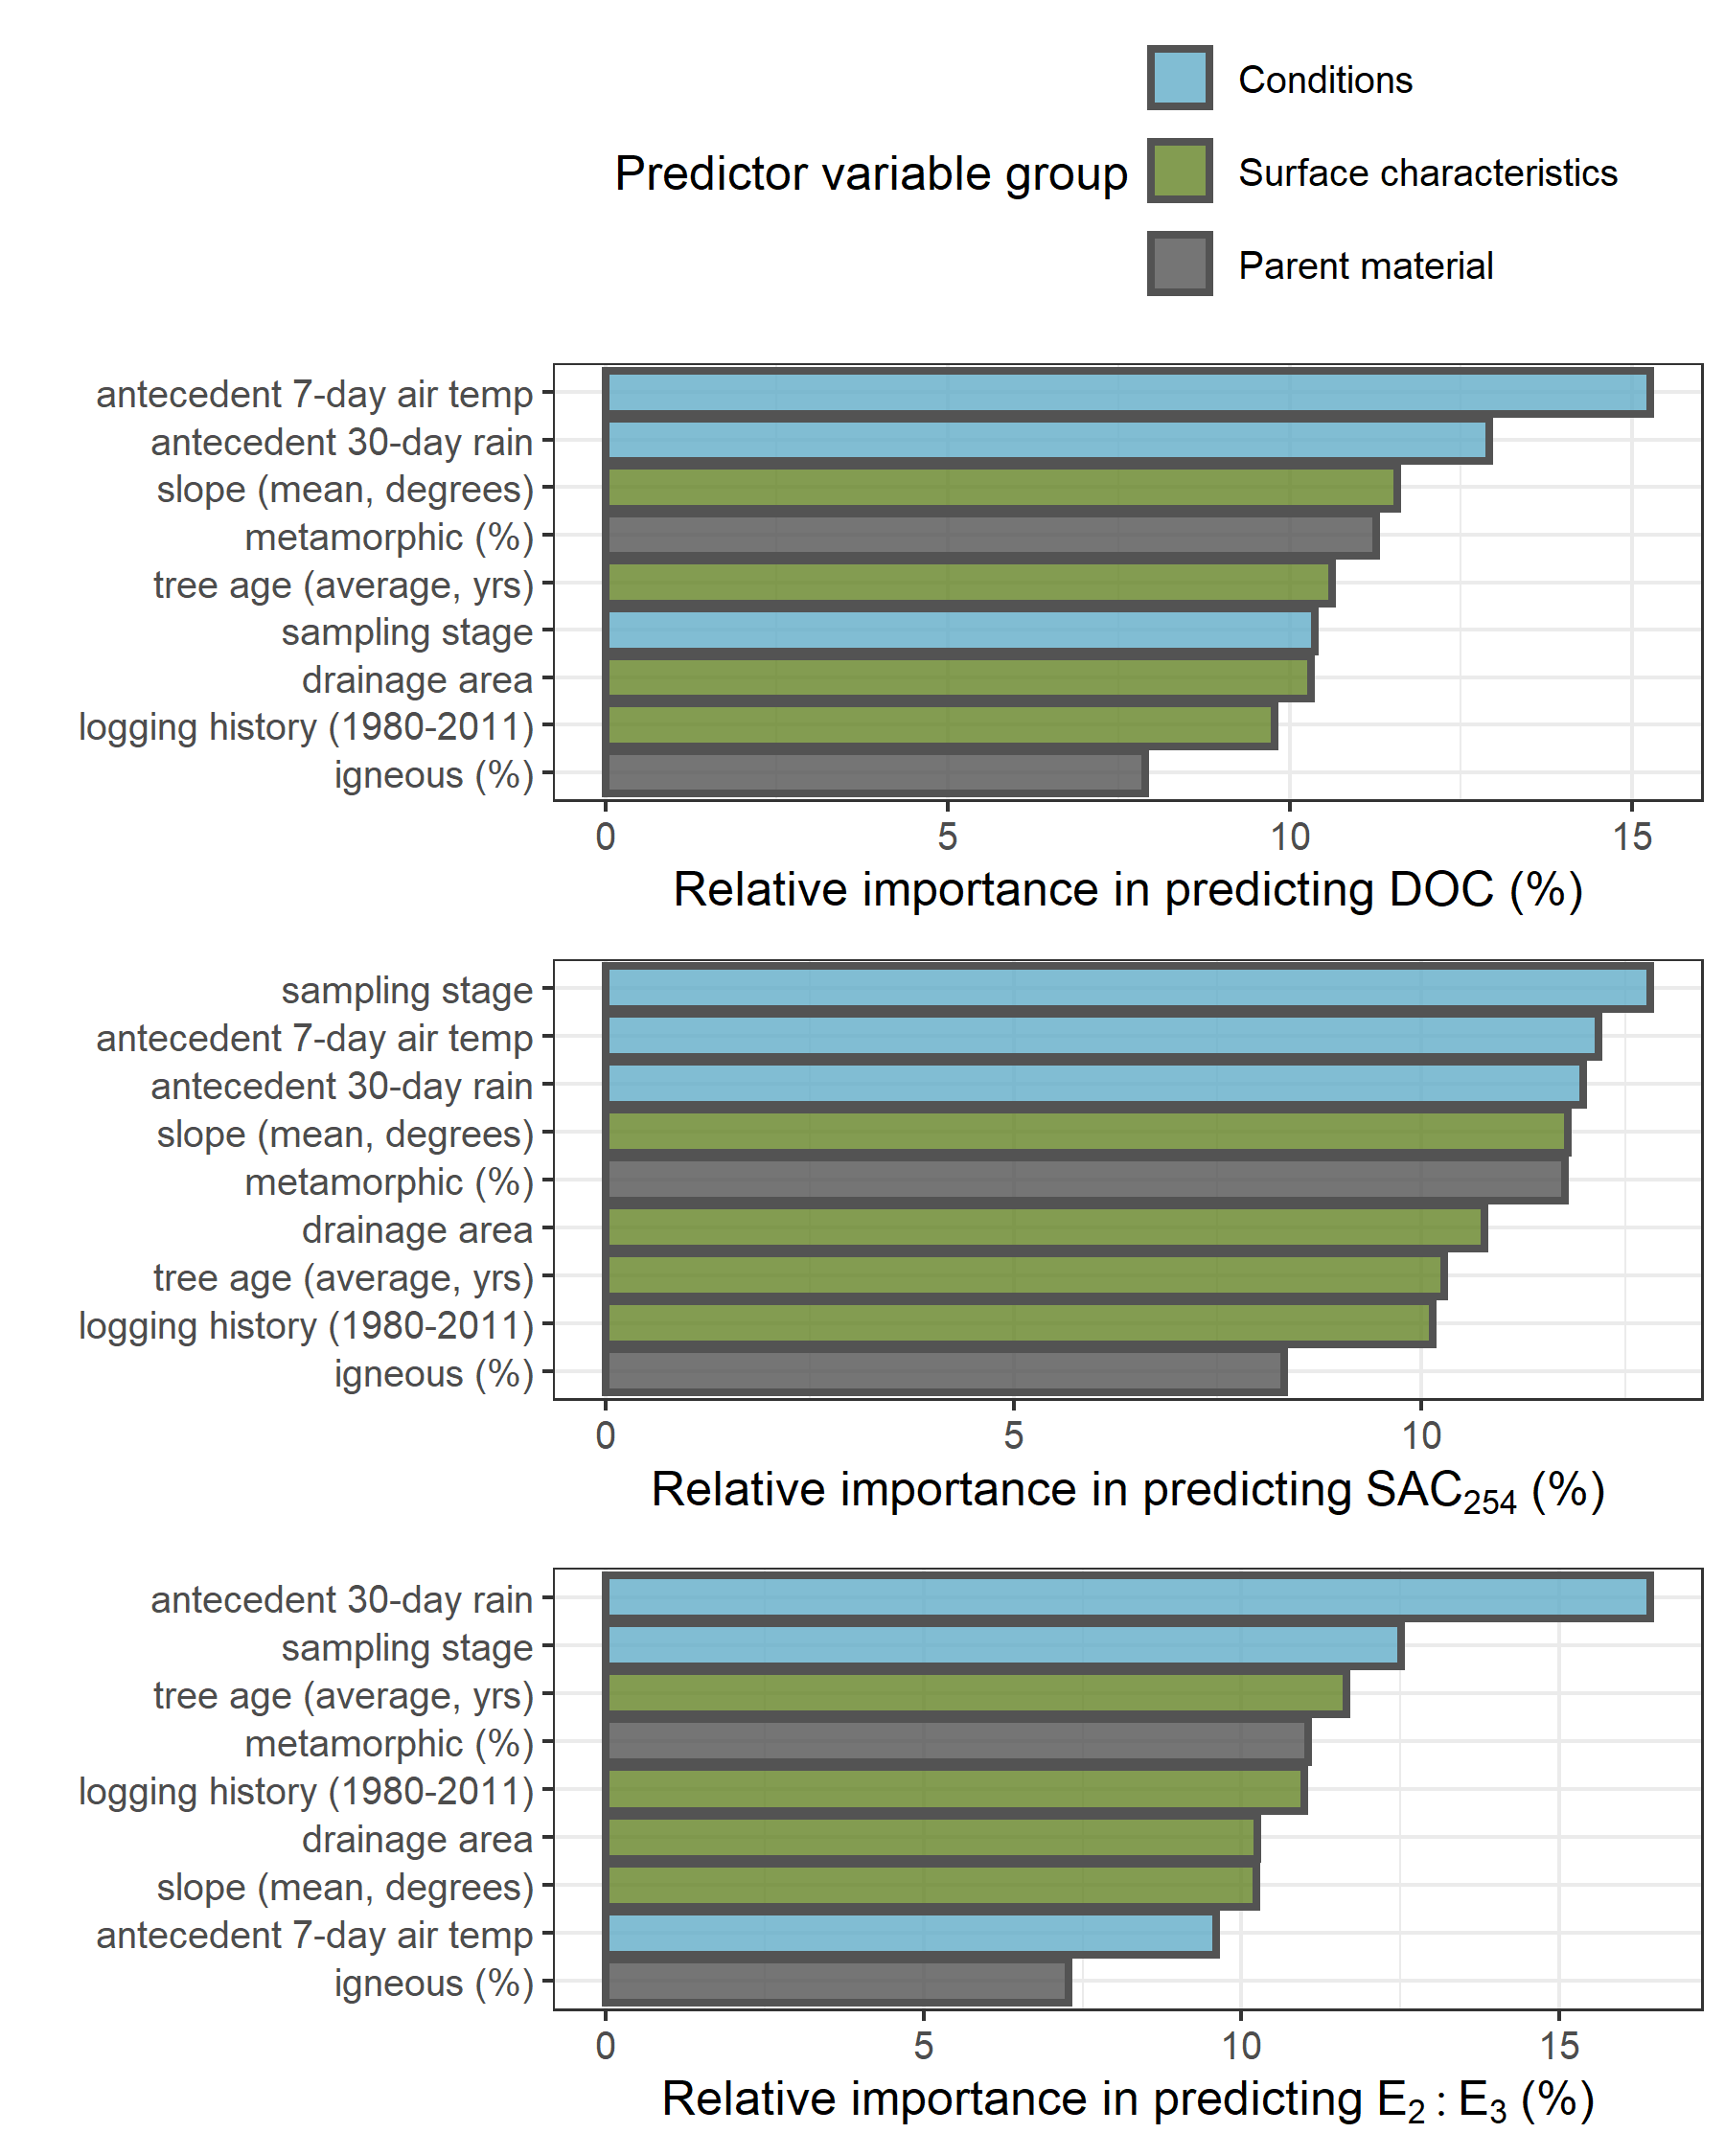 Conditions
Predictor variable group
Surface characteristics
Parent material
antecedent 7-day air temp
antecedent 30-day rain
slope (mean, degrees)
metamorphic (%)
tree age (average, yrs)
sampling stage
drainage area
logging history (1980-2011)
igneous (%)
0 5 10 15
Relative importance in predicting DOC (%)
sampling stage
antecedent 7-day air temp
antecedent 30-day rain
slope (mean, degrees)
metamorphic (%)
drainage area
tree age (average, yrs)
logging history (1980-2011)
igneous (%)
0 5 10
Relative importance in predicting SAC₂₅₄ (%)
antecedent 30-day rain
sampling stage
tree age (average, yrs)
metamorphic (%)
logging history (1980-2011)
drainage area
slope (mean, degrees)
antecedent 7-day air temp
igneous (%)
0 5 10 15
Relative importance in predicting E₂ : E₃ (%)